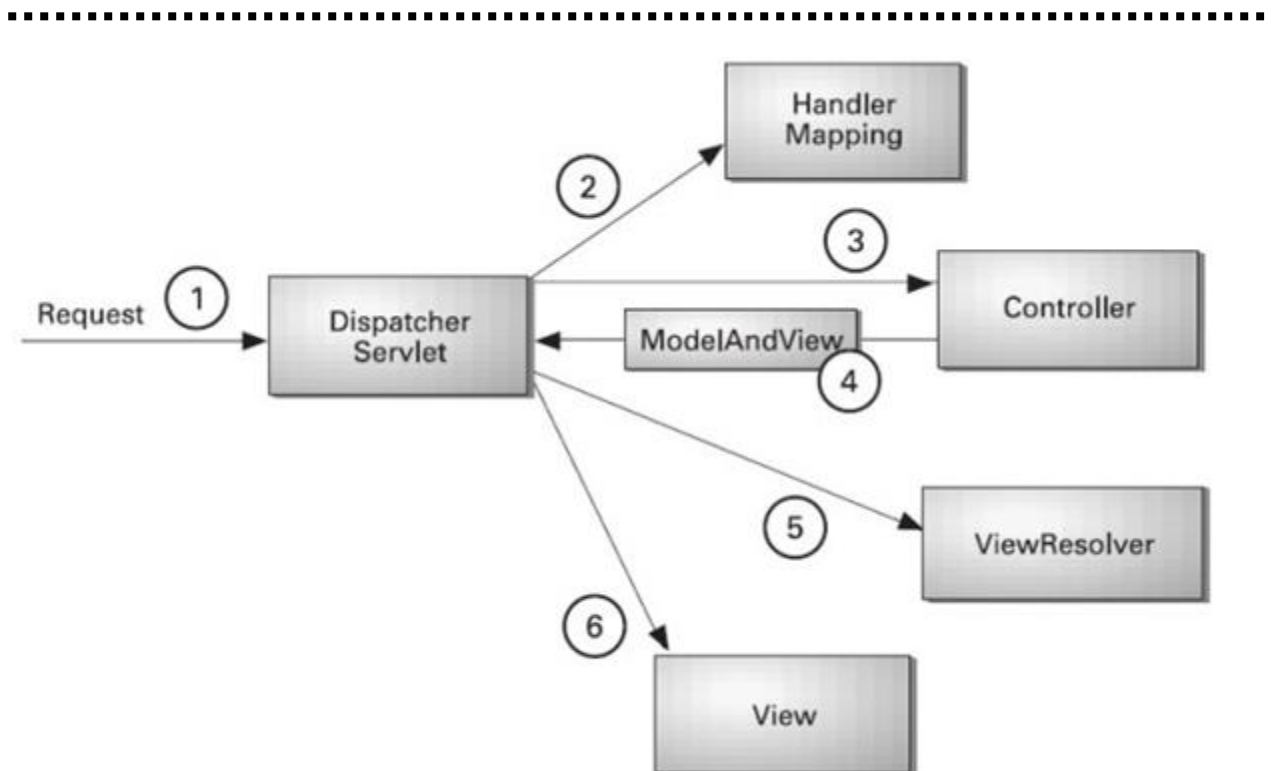 Handler
Mapping
2
3
Request
1
Dispatcher
Servlet
Controller
ModelAndView
4
5
ViewResolver
6
View